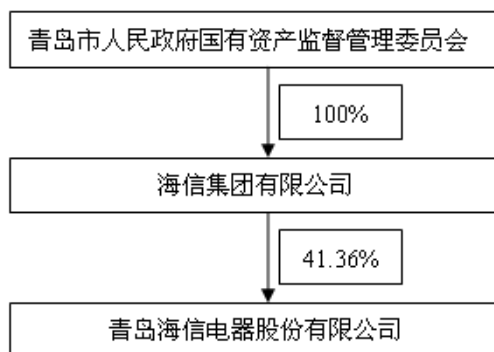 青岛市人民政府国有资产监督管理委员会
100%
海信集团有限公司
41.36%
青岛海信电器股份有限公司